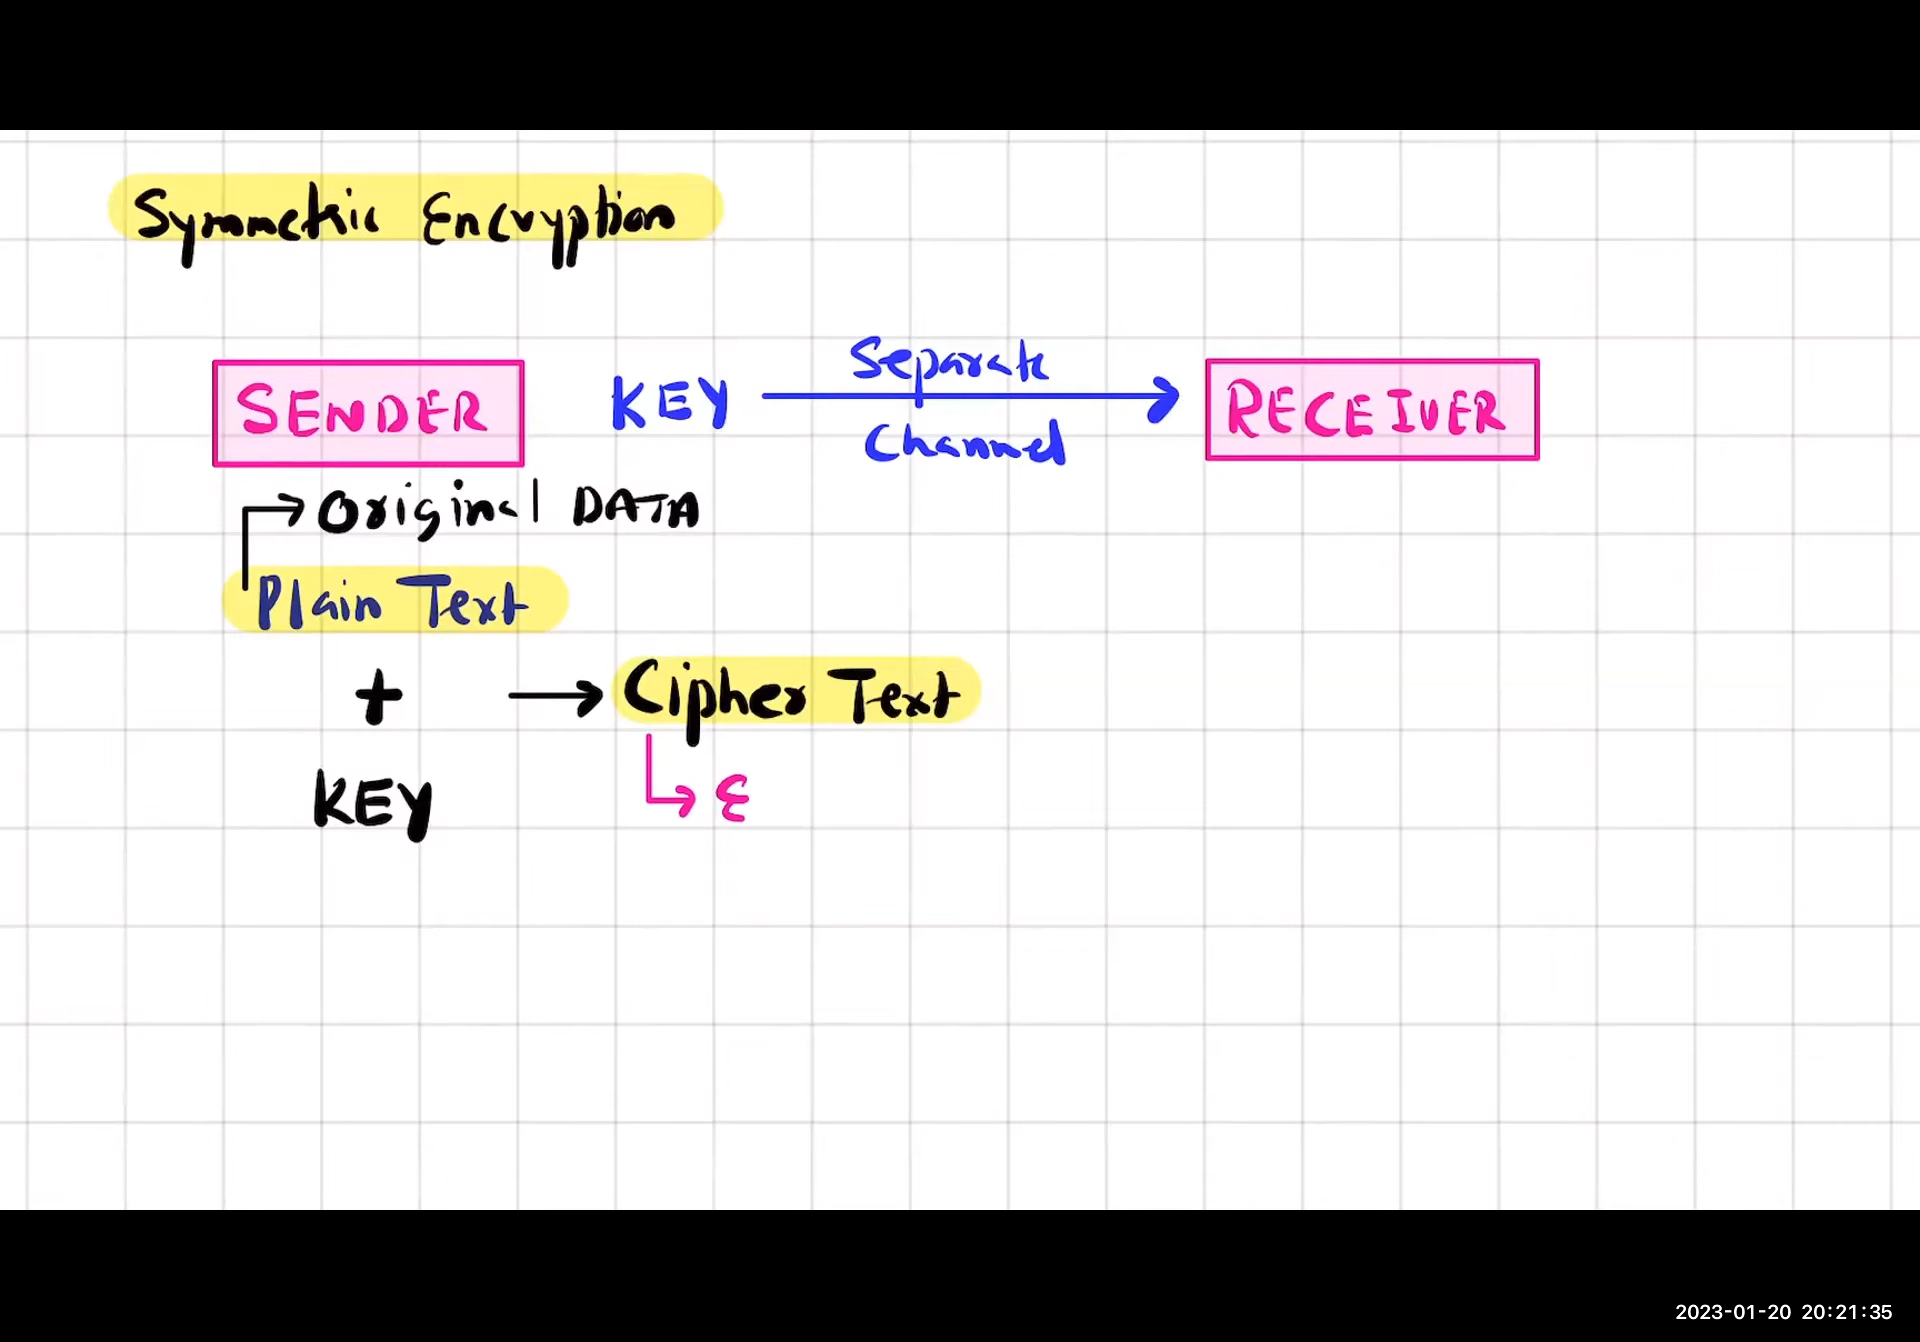 Symmetric Encryption
SENDER KEY Separate Channel RECEIVER
Original DATA
Plain Text
+ → Cipher Text
KEY
↳ E
2023-01-20 20:21:35